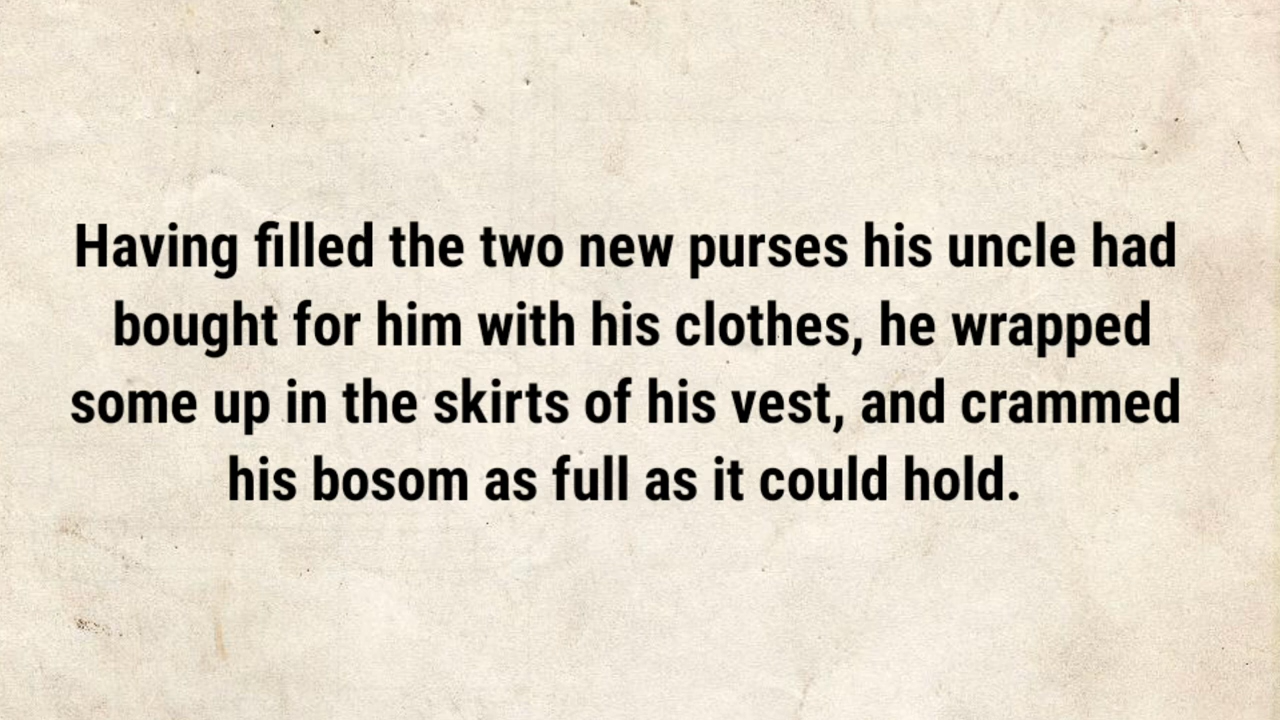 Having filled the two new purses his uncle had
bought for him with his clothes, he wrapped
some up in the skirts of his vest, and crammed
his bosom as full as it could hold.